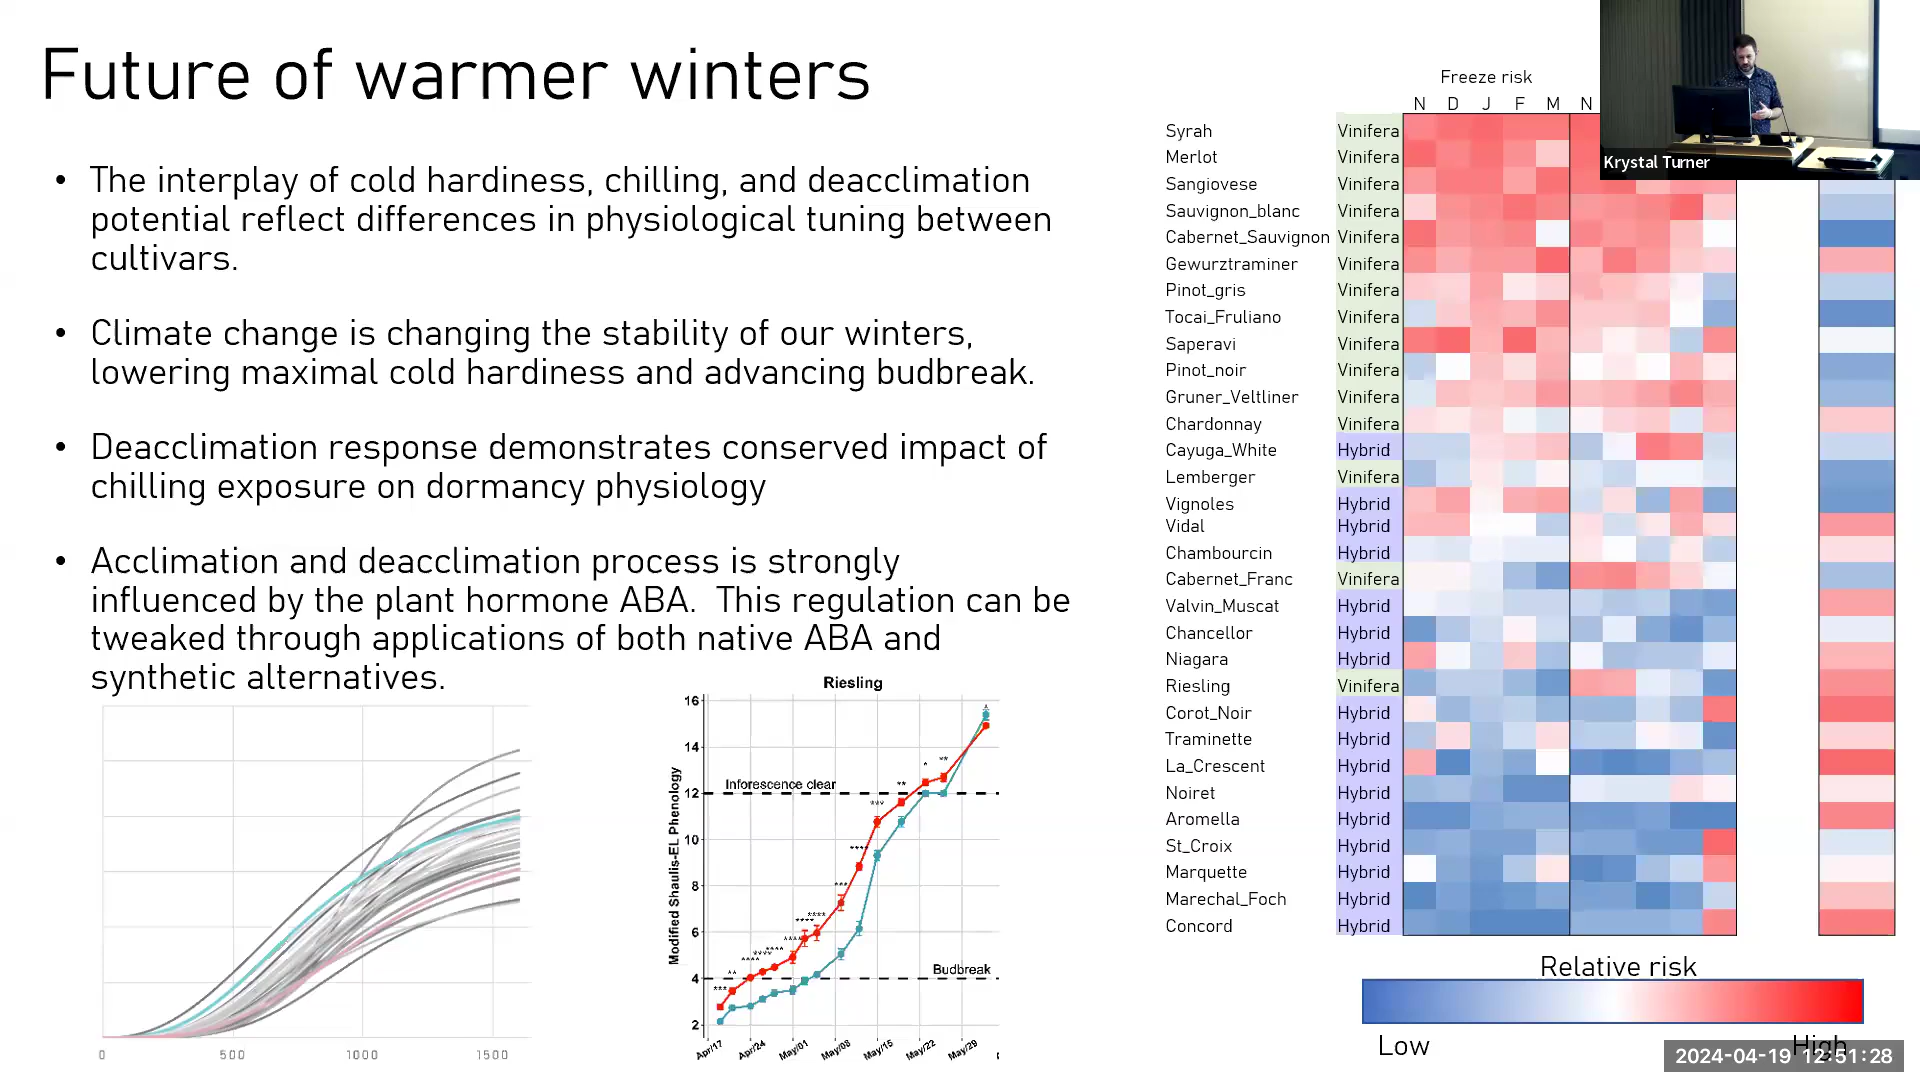 Future of warmer winters
• The interplay of cold hardiness, chilling, and deacclimation
potential reflect differences in physiological tuning between
cultivars.
• Climate change is changing the stability of our winters,
lowering maximal cold hardiness and advancing budbreak.
• Deacclimation response demonstrates conserved impact of
chilling exposure on dormancy physiology
• Acclimation and deacclimation process is strongly
influenced by the plant hormone ABA.  This regulation can be
tweaked through applications of both native ABA and
synthetic alternatives.
0 500 1000 1500
Riesling
Modified Shaulis-EL Phenology
16
14
12
10
8
6
4
2
Inforescence clear
Budbreak
*** ** **** **** **** **** **** **** *** **** *** ** * ** *
Apr/17 Apr/24 May/01 May/08 May/15 May/22 May/29
Freeze risk
N D J F M N
Syrah Vinifera
Merlot Vinifera
Sangiovese Vinifera
Sauvignon_blanc Vinifera
Cabernet_Sauvignon Vinifera
Gewurztraminer Vinifera
Pinot_gris Vinifera
Tocai_Fruliano Vinifera
Saperavi Vinifera
Pinot_noir Vinifera
Gruner_Veltliner Vinifera
Chardonnay Vinifera
Cayuga_White Hybrid
Lemberger Vinifera
Vignoles Hybrid
Vidal Hybrid
Chambourcin Hybrid
Cabernet_Franc Vinifera
Valvin_Muscat Hybrid
Chancellor Hybrid
Niagara Hybrid
Riesling Vinifera
Corot_Noir Hybrid
Traminette Hybrid
La_Crescent Hybrid
Noiret Hybrid
Aromella Hybrid
St_Croix Hybrid
Marquette Hybrid
Marechal_Foch Hybrid
Concord Hybrid
Relative risk
Low High
Krystal Turner
2024-04-19 12:51:28